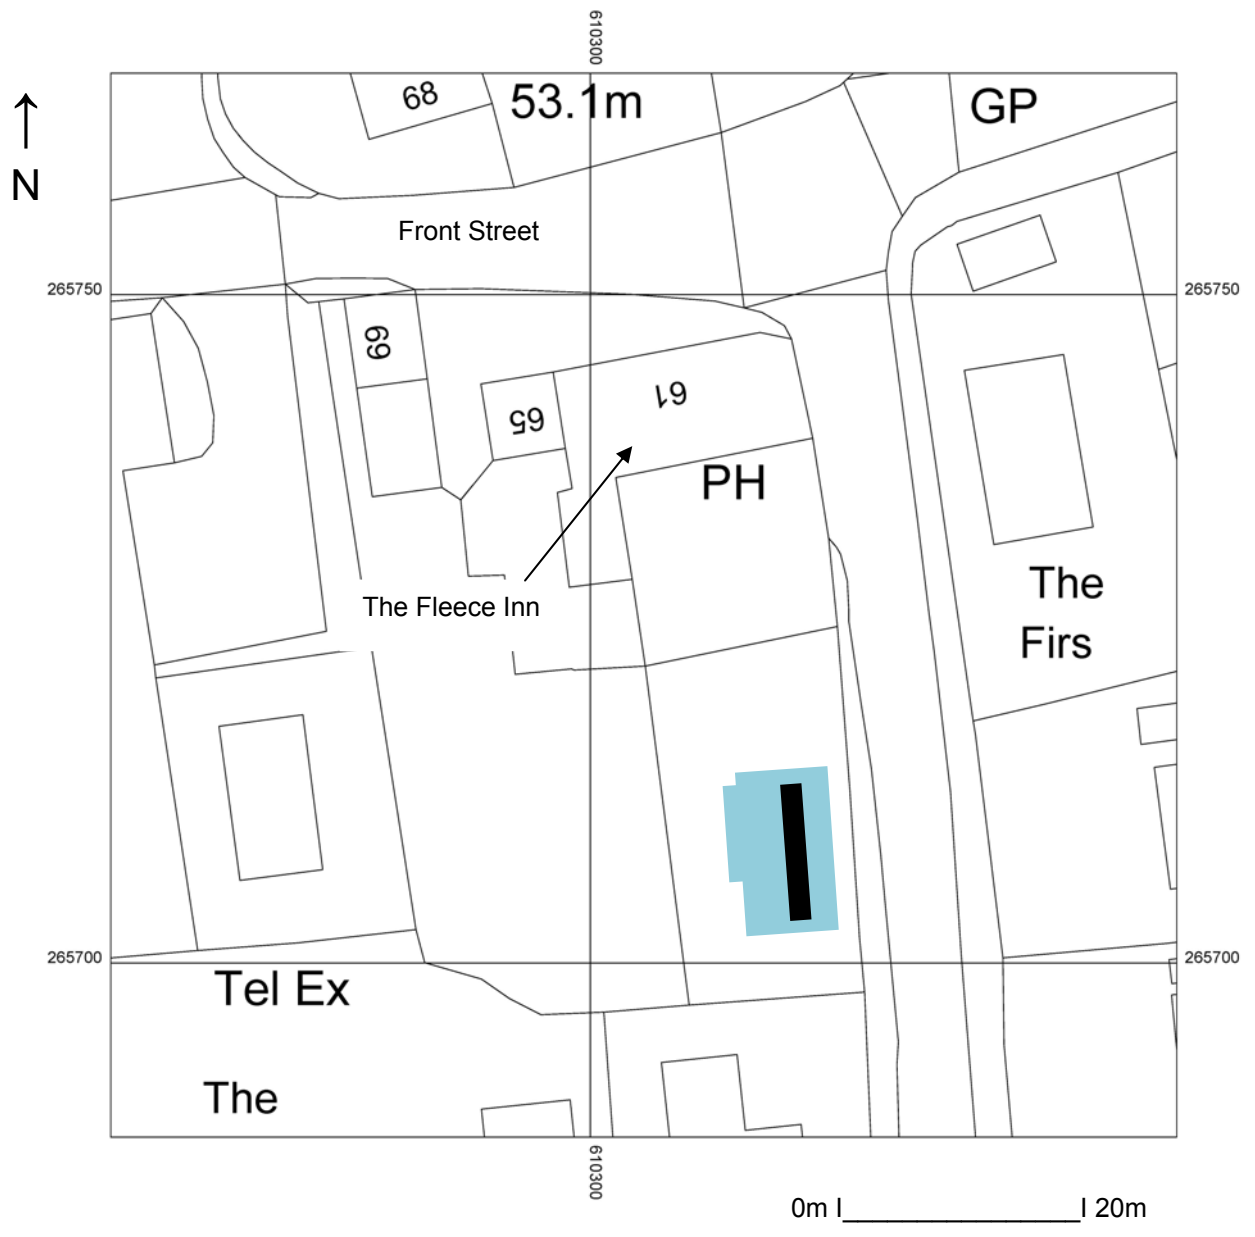 610300
68
53.1m
GP
↑
N
Front Street
265750
265750
69
65
61
PH
The Fleece Inn
The
Firs
265700
265700
Tel Ex
The
610300
0m I_________________I 20m